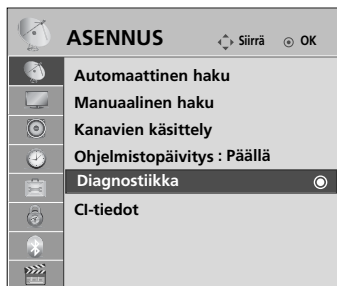 ASENNUS Siirrä OK
Automaattinen haku
Manuaalinen haku
Kanavien käsittely
Ohjelmistopäivitys : Päällä
Diagnostiikka
CI-tiedot